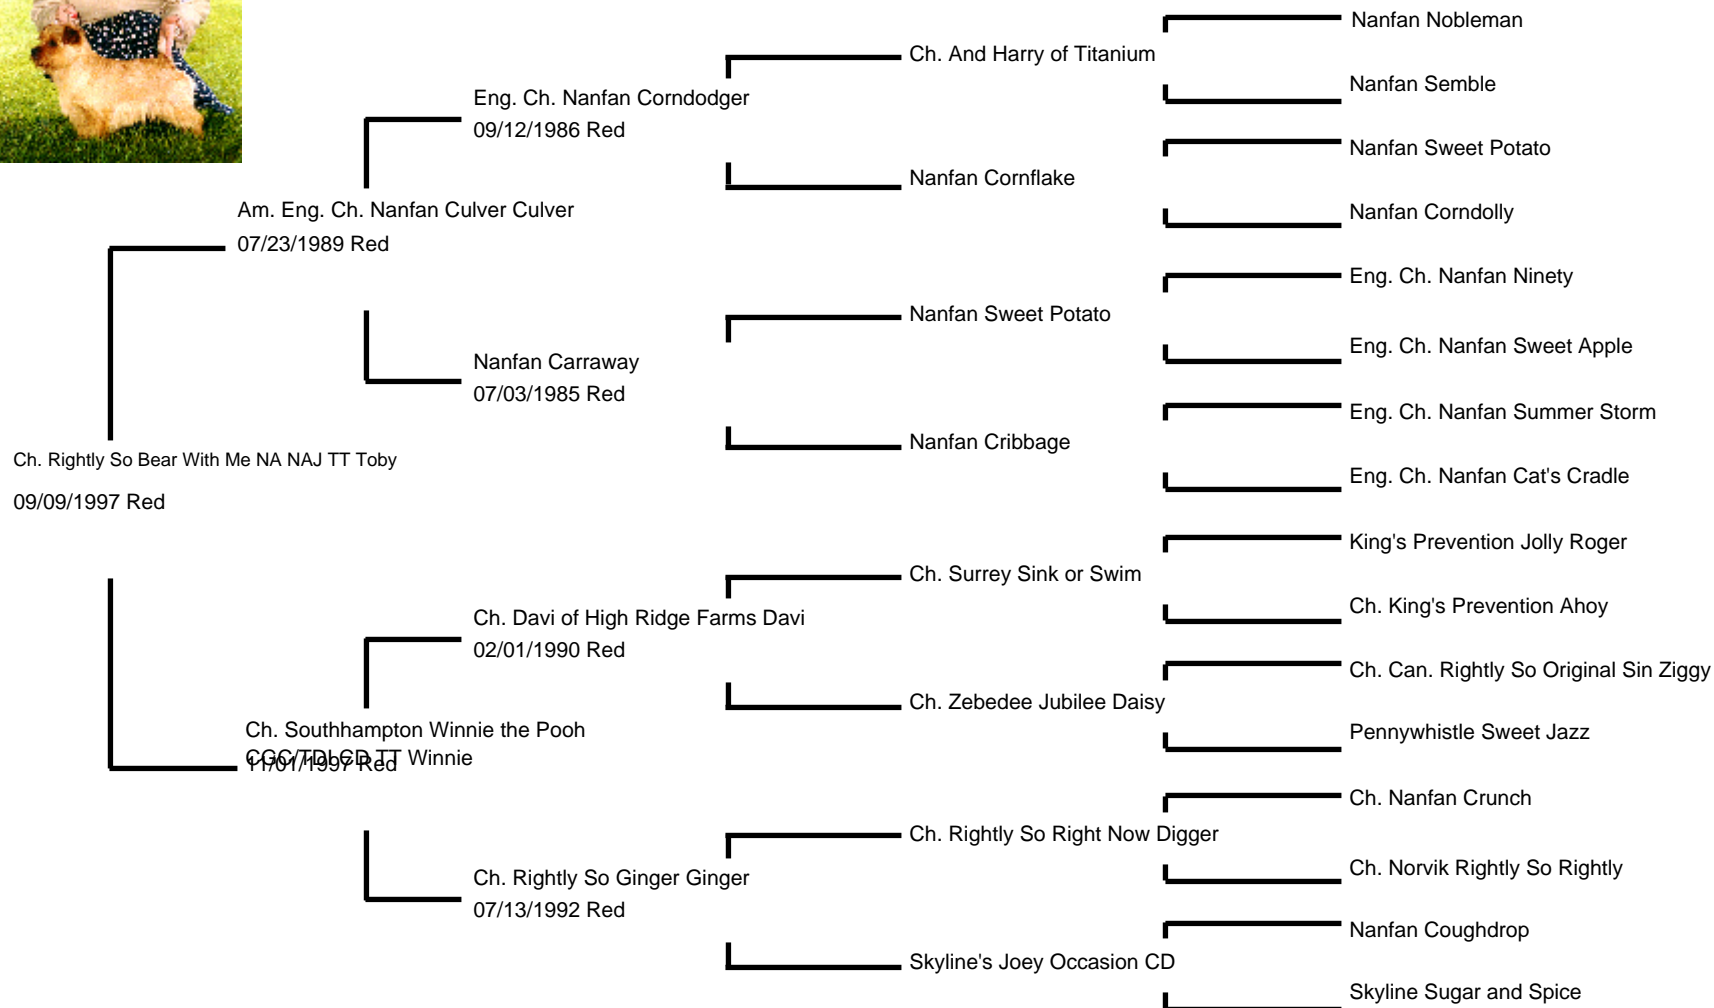 Nanfan Nobleman
Ch. And Harry of Titanium
Nanfan Semble
Eng. Ch. Nanfan Corndodger
09/12/1986 Red
Nanfan Sweet Potato
Nanfan Cornflake
Nanfan Corndolly
Am. Eng. Ch. Nanfan Culver Culver
07/23/1989 Red
Eng. Ch. Nanfan Ninety
Nanfan Sweet Potato
Eng. Ch. Nanfan Sweet Apple
Nanfan Carraway
07/03/1985 Red
Eng. Ch. Nanfan Summer Storm
Nanfan Cribbage
Eng. Ch. Nanfan Cat's Cradle
Ch. Rightly So Bear With Me NA NAJ TT Toby
09/09/1997 Red
King's Prevention Jolly Roger
Ch. Surrey Sink or Swim
Ch. King's Prevention Ahoy
Ch. Davi of High Ridge Farms Davi
02/01/1990 Red
Ch. Can. Rightly So Original Sin Ziggy
Ch. Zebedee Jubilee Daisy
Pennywhistle Sweet Jazz
Ch. Southhampton Winnie the Pooh
CGC/TDI CD TT Winnie
11/01/1997 Red
Ch. Nanfan Crunch
Ch. Rightly So Right Now Digger
Ch. Norvik Rightly So Rightly
Ch. Rightly So Ginger Ginger
07/13/1992 Red
Nanfan Coughdrop
Skyline's Joey Occasion CD
Skyline Sugar and Spice